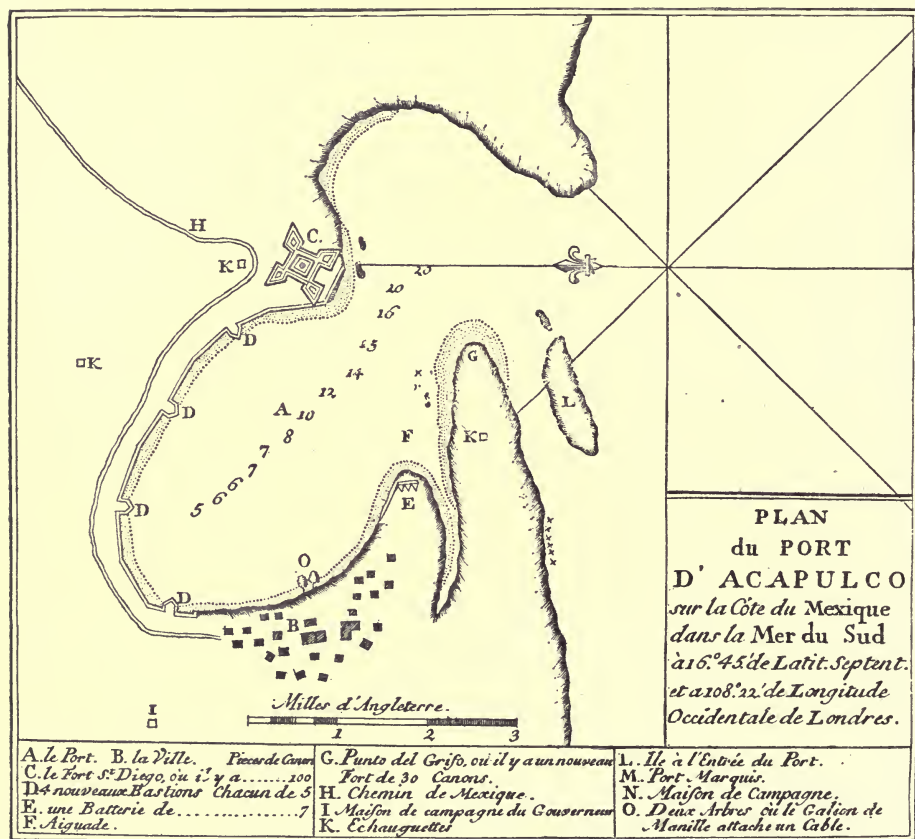 H
C.
K
20
20
16
15
D
K
14
G
12
D
A
10
L
8
F
K
7
7
6
6
E
5
D
PLAN
du PORT
D'ACAPULCO
sur la Côte du Mexique
dans la Mer du Sud
à 16.° 45.' de Latit. Septent.
et a 108.° 22.' de Longitude
Occidentale de Londres.
O
D
B
I
Milles d'Angleterre.
1 2 3
A. le Port. B. la Ville. Pieces de Canon
C. le Fort St. Diego, ou il y a ....... 100
D 4 nouveaux Bastions Chacun de 5
E. une Batterie de ............... 7
F. Aiguade.
G. Punto del Grifo, ou il y a un nouveau
Fort de 30 Canons.
H. Chemin de Mexique.
I Maison de campagne du Gouverneur
K. Echauguettes
L. Ile à l'Entrée du Port.
M. Port Marquis.
N. Maison de Campagne.
O. Deux Arbres ou le Galion de
Manille attache un Cable.